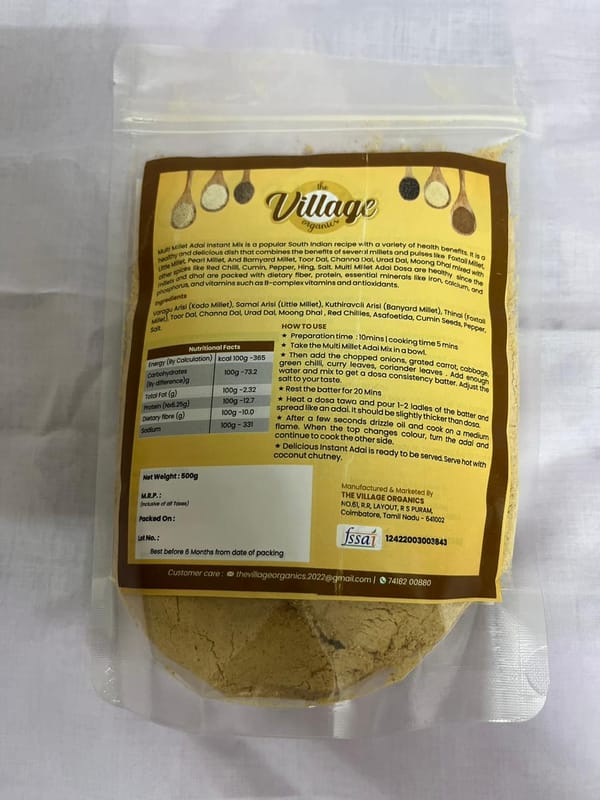 the
Village
organics
Multi Millet Adai Instant Mix is a popular South Indian recipe with a variety of health benefits. It is a
healthy and delicious dish that combines the benefits of several millets and pulses like Foxtail Millet,
Little Millet, Pearl Millet, And Barnyard Millet, Toor Dal, Channa Dal, Urad Dal, Moong Dhal mixed with
other spices like Red Chilli, Cumin, Pepper, Hing, Salt. Multi Millet Adai Dosa are healthy, since the
millets and dhal are packed with dietary fiber, protein, essential minerals like iron, calcium, and
phosphorus, and vitamins such as B-complex vitamins and antioxidants.
Ingredients
Varagu Arisi (Kodo Millet), Samai Arisi (Little Millet), Kuthiravcli Arisi (Banyard Millet), Thinai (Foxtail
Millet), Toor Dal, Channa Dal, Urad Dal, Moong Dhal , Red Chillies, Asafoetida, Cumin Seeds, Pepper,
Salt.
Nutritional Facts
Energy (By Calculation) kcal 100g -365
Carbohydrates
(By difference)g 100g -73.2
Total Fat (g) 100g -2.32
Protein (Nx6.25g) 100g -12.7
Dietary fibre (g) 100g -10.0
Sodium 100g - 331
HOW TO USE
★ Preparation time : 10mins | cooking time 5 mins
★ Take the Multi Millet Adai Mix in a bowl.
★ Then add the chopped onions, grated carrot, cabbage,
green chilli, curry leaves, coriander leaves . Add enough
water and mix to get a dosa consistency batter. Adjust the
salt to your taste.
★ Rest the batter for 20 Mins
★ Heat a dosa tawa and pour 1-2 ladles of the batter and
spread like an adai. It should be slightly thicker than dosa.
★ After a few seconds drizzle oil and cook on a medium
flame. When the top changes colour, turn the adai and
continue to cook the other side.
★ Delicious Instant Adai is ready to be served. Serve hot with
coconut chutney.
Net Weight : 500g
M.R.P. :
(Inclusive of all Taxes)
Packed On :
Lot No. :
Best before 6 Months from date of packing
Manufactured & Marketed By
THE VILLAGE ORGANICS
NO.61, R.R, LAYOUT, R S PURAM,
Coimbatore, Tamil Nadu - 641002
fssai 12422003003843
Customer care : thevillageorganics.2022@gmail.com | 74182 00880